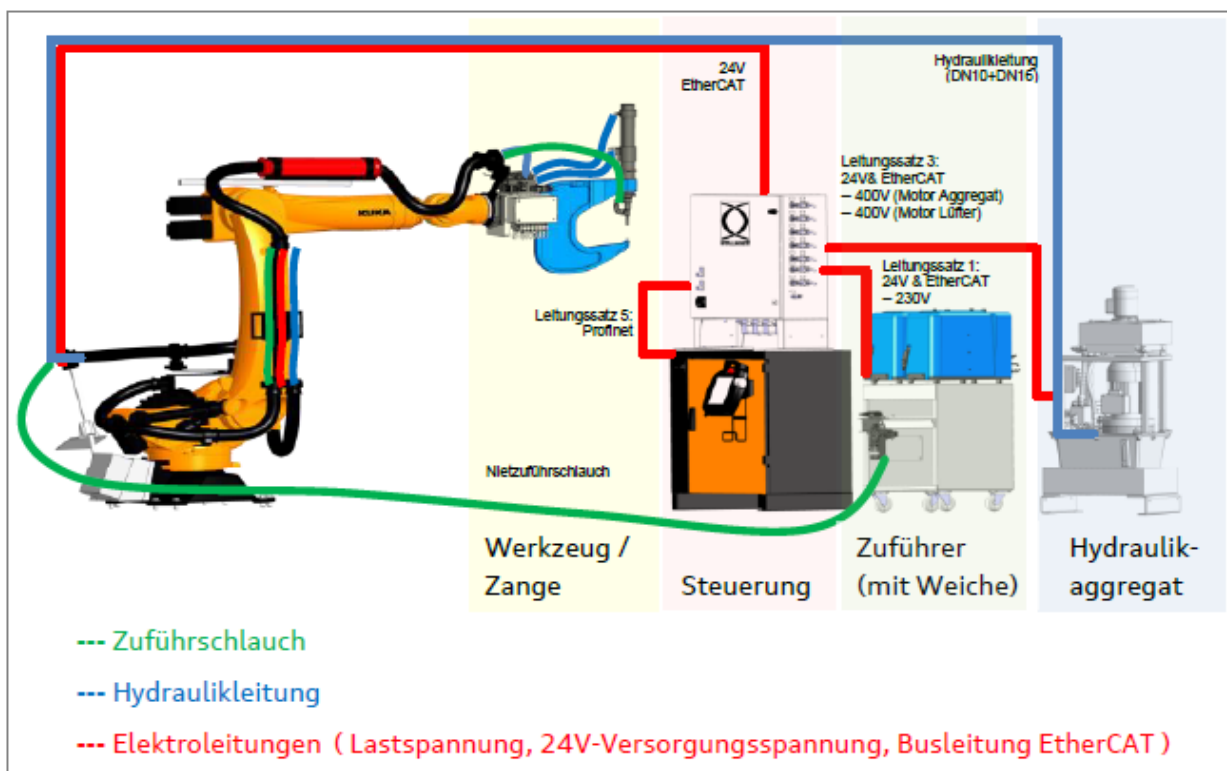 24V
EtherCAT
Hydraulikleitung
(DN10+DN16)
Leitungssatz 3:
24V& EtherCAT
– 400V (Motor Aggregat)
– 400V (Motor Lüfter)
KUKA
Leitungssatz 1:
24V & EtherCAT
– 230V
Leitungssatz 5:
Profinet
Nietzuführschlauch
Werkzeug /
Zange
Steuerung
Zuführer
(mit Weiche)
Hydraulik-
aggregat
--- Zuführschlauch
--- Hydraulikleitung
--- Elektroleitungen ( Lastspannung, 24V-Versorgungsspannung, Busleitung EtherCAT )